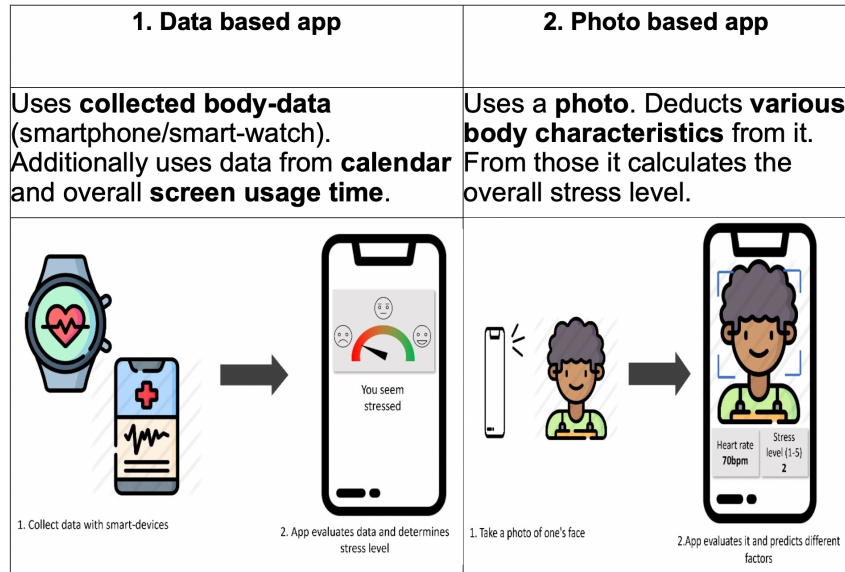 1. Data based app
2. Photo based app
Uses collected body-data
(smartphone/smart-watch).
Additionally uses data from calendar
and overall screen usage time.
Uses a photo. Deducts various
body characteristics from it.
From those it calculates the
overall stress level.
You seem
stressed
1. Collect data with smart-devices
2. App evaluates data and determines
stress level
Heart rate
70bpm
Stress
level (1-5)
2
1. Take a photo of one's face
2.App evaluates it and predicts different
factors